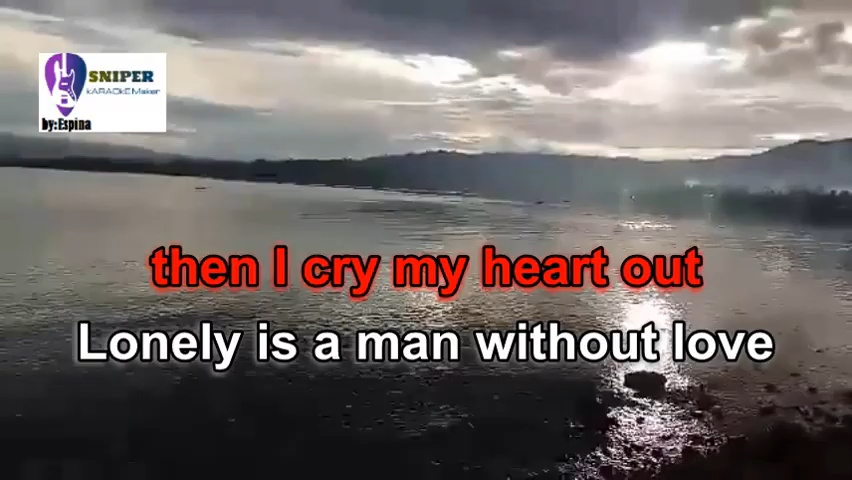 SNIPER
kARAOkE Maker
by:Espina
then I cry my heart out
Lonely is a man without love